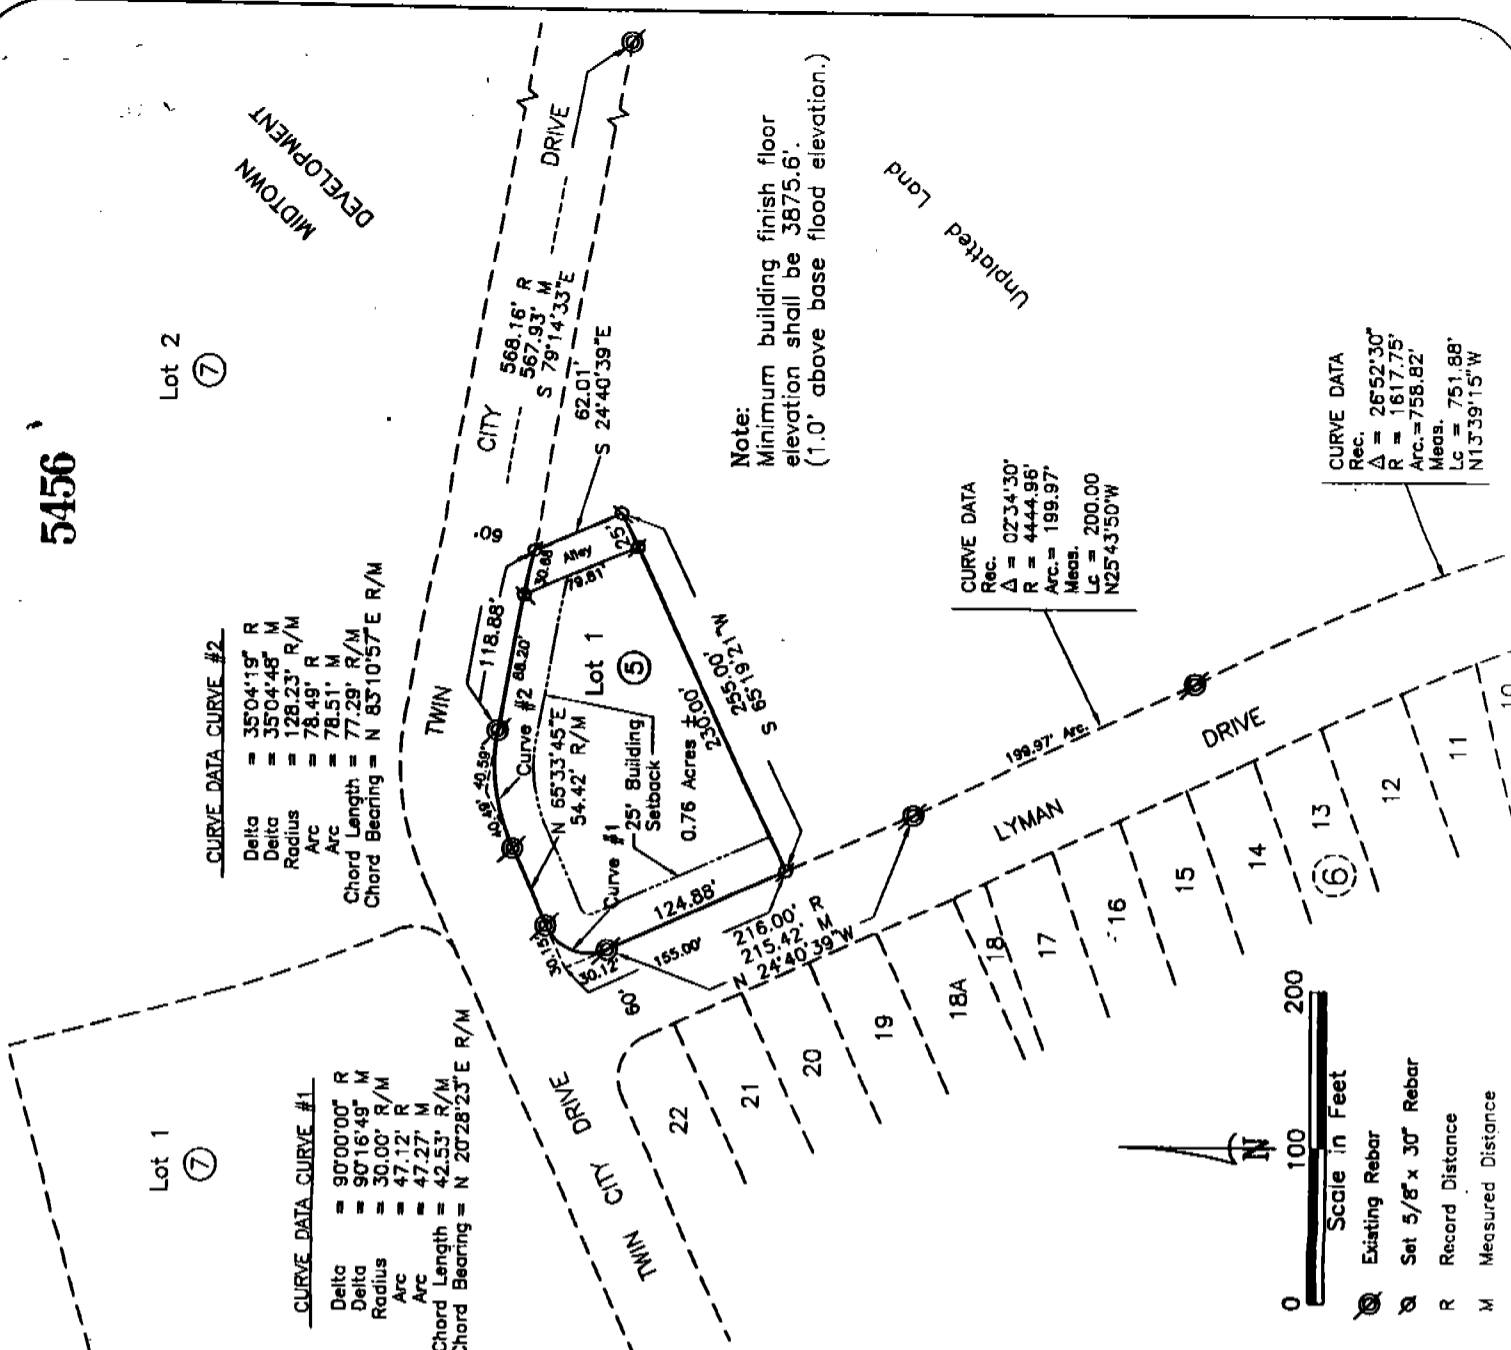 5456
MIDTOWN
DEVELOPMENT
Lot 2
7
CURVE DATA CURVE #2
Delta = 35°04'19" R
Delta = 35°04'48" M
Radius = 128.23' R/M
Arc = 78.49' R
Arc = 78.51' M
Chord Length = 77.29' R/M
Chord Bearing = N 83°10'57"E R/M
Lot 1
7
CURVE DATA CURVE #1
Delta = 90°00'00" R
Delta = 90°16'49" M
Radius = 30.00' R/M
Arc = 47.12' R
Arc = 47.27' M
Chord Length = 42.53' R/M
Chord Bearing = N 20°28'23"E R/M
TWIN CITY DRIVE
568.16' R
567.93' M
S 79°14'33"E
62.01'
S 24°40'39"E
60'
118.88'
88.20'
30.68'
Alley
25'
79.81'
Lot 1
5
Curve #2
40.59'
40.49'
N 65°33'45"E
54.42' R/M
25' Building
Setback
Curve #1
0.76 Acres ±
230.00'
255.00'
S 65°19'21"W
124.88'
30.15'
30.12'
155.00'
60'
216.00' R
215.42' M
N 24°40'39"W
Note:
Minimum building finish floor
elevation shall be 3875.6'.
(1.0' above base flood elevation.)
Unplatted Land
CURVE DATA
Rec.
Δ = 02°34'30"
R = 4444.96'
Arc.= 199.97'
Meas.
Lc = 200.00
N25°43'50"W
CURVE DATA
Rec.
Δ = 26°52'30"
R = 1617.75'
Arc.=758.82'
Meas.
Lc = 751.88'
N13°39'15"W
199.97' Arc.
LYMAN DRIVE
TWIN CITY DRIVE
22
21
20
19
18A
18
17
16
15
14
13
6
12
11
10
N
0 100 200
Scale in Feet
Existing Rebar
Set 5/8" x 30" Rebar
R Record Distance
M Measured Distance